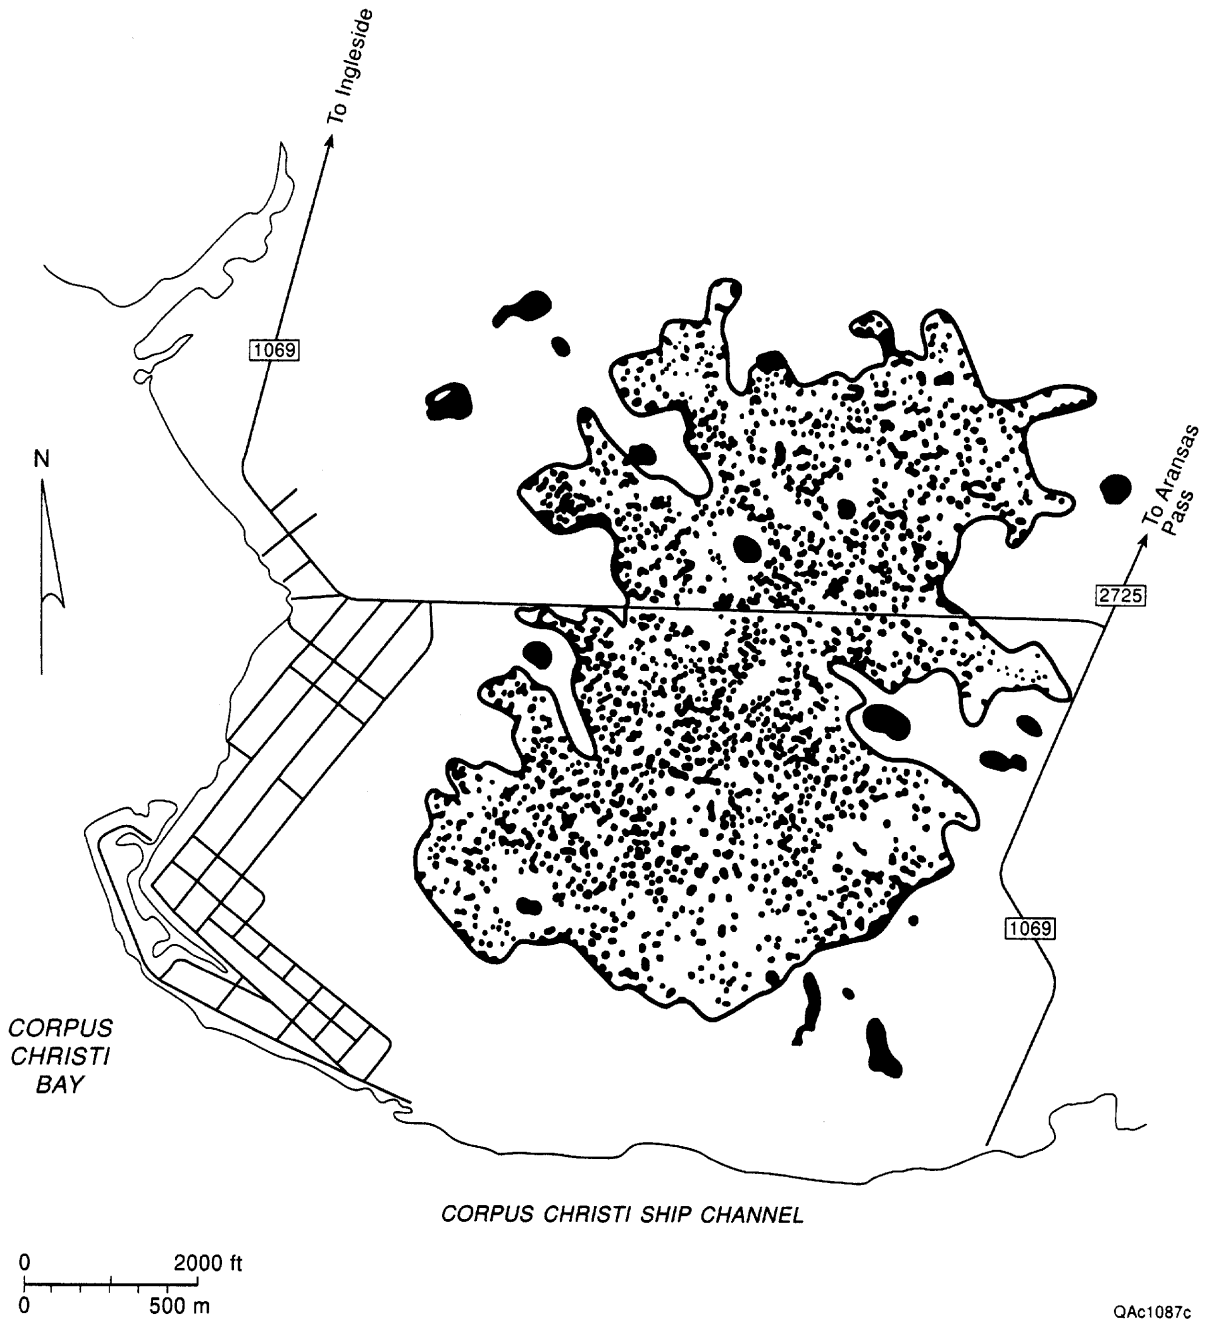 To Ingleside
1069
N
To Aransas
Pass
2725
1069
CORPUS
CHRISTI
BAY
CORPUS CHRISTI SHIP CHANNEL
0 2000 ft
0 500 m
QAc1087c